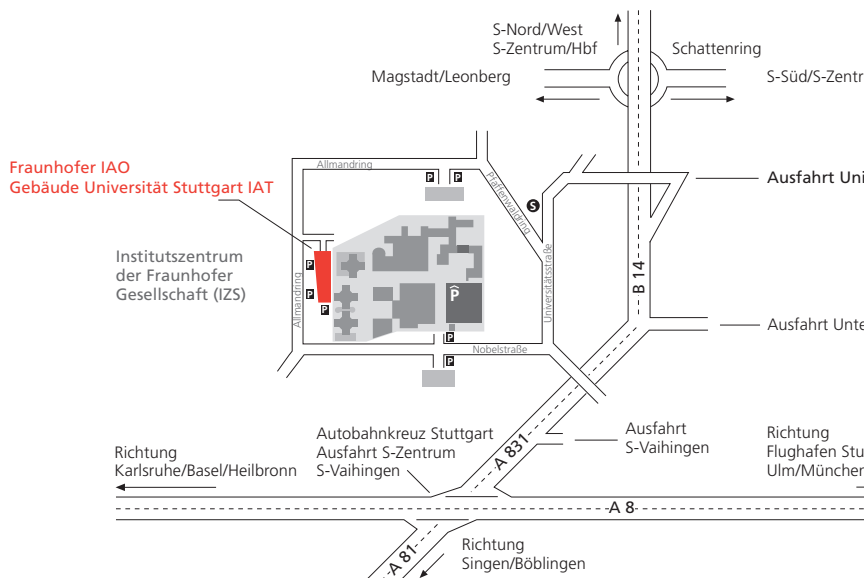 S-Nord/West
S-Zentrum/Hbf
Schattenring
Magstadt/Leonberg
S-Süd/S-Zentr
Allmandring
Fraunhofer IAO
Gebäude Universität Stuttgart IAT
P
P
Pfaffenwaldring
Ausfahrt Uni
S
Institutszentrum
der Fraunhofer
Gesellschaft (IZS)
P
P
P
P
Allmandring
Universitätsstraße
B 14
Ausfahrt Unte
P
P
Nobelstraße
Autobahnkreuz Stuttgart
Ausfahrt S-Zentrum
S-Vaihingen
A 831
Ausfahrt
S-Vaihingen
Richtung
Karlsruhe/Basel/Heilbronn
Richtung
Flughafen Stu
Ulm/München
A 8
A 81
Richtung
Singen/Böblingen